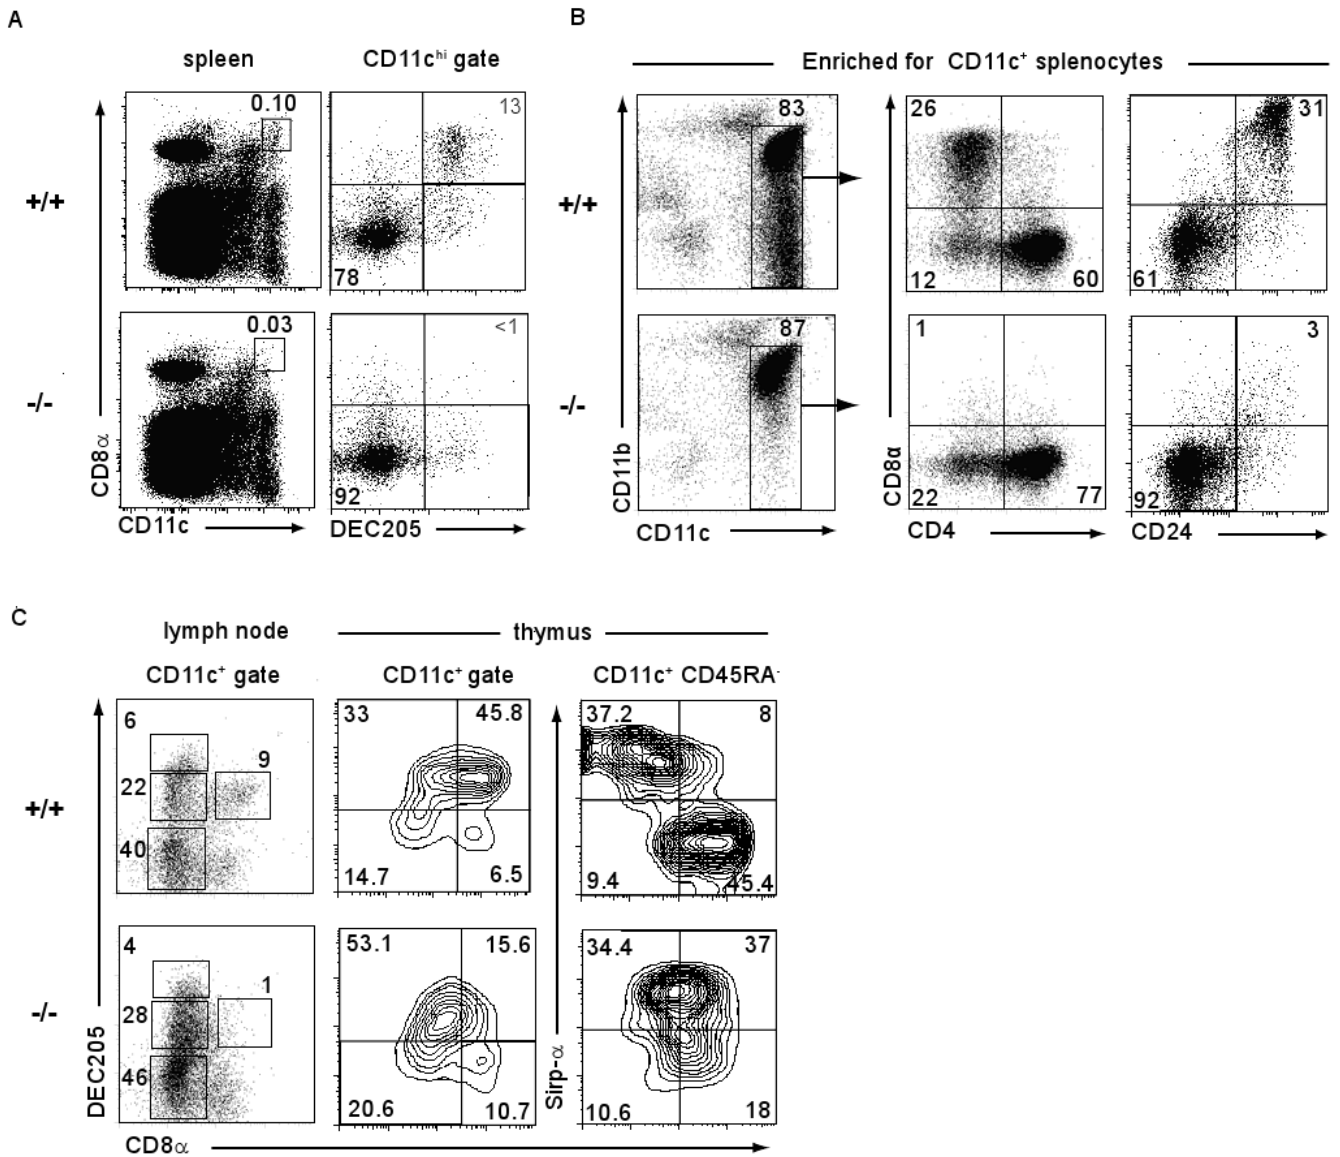 A
B
spleen
CD11chi gate
Enriched for CD11c+ splenocytes
+/+
0.10
13
78
83
26
12
60
31
61
-/-
0.03
<1
92
87
1
22
77
3
92
CD8α
CD11c
DEC205
CD11b
CD11c
CD8α
CD4
CD24
C
lymph node
thymus
CD11c+ gate
CD11c+ gate
CD11c+ CD45RA-
+/+
6
22
9
40
33
45.8
14.7
6.5
37.2
8
9.4
45.4
-/-
4
28
1
46
53.1
15.6
20.6
10.7
34.4
37
10.6
18
DEC205
Sirp-α
CD8α